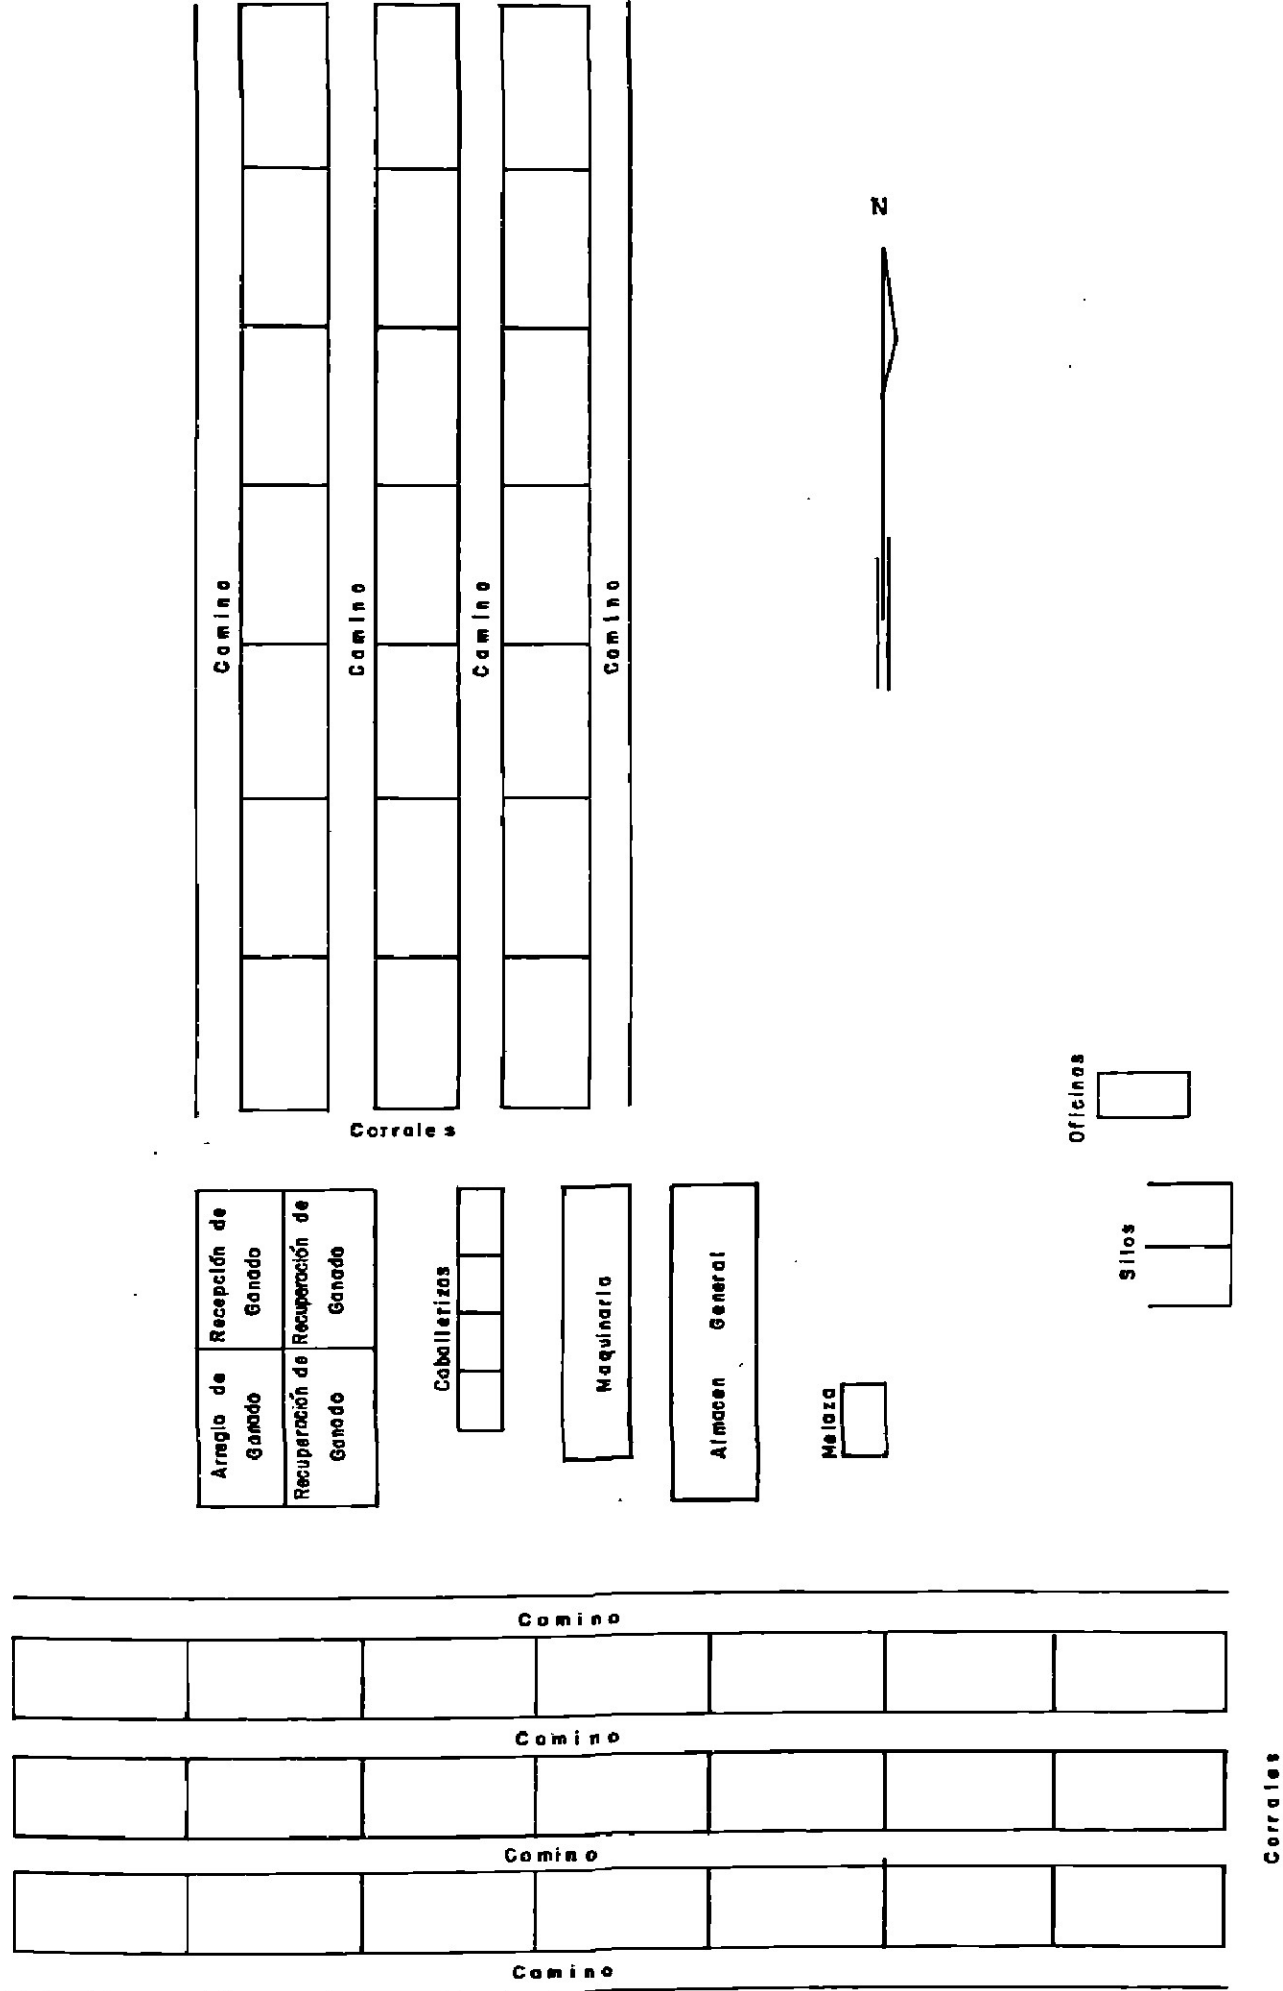 N
Camino
Camino
Camino
Camino
Corrales
Oficinas
Recepción de
Ganado
Recuperación de
Ganado
Arreglo de
Ganado
Recuperación de
Ganado
Caballerizas
Maquinaria
Almacen General
Melaza
Silos
Camino
Camino
Camino
Camino
Corrales